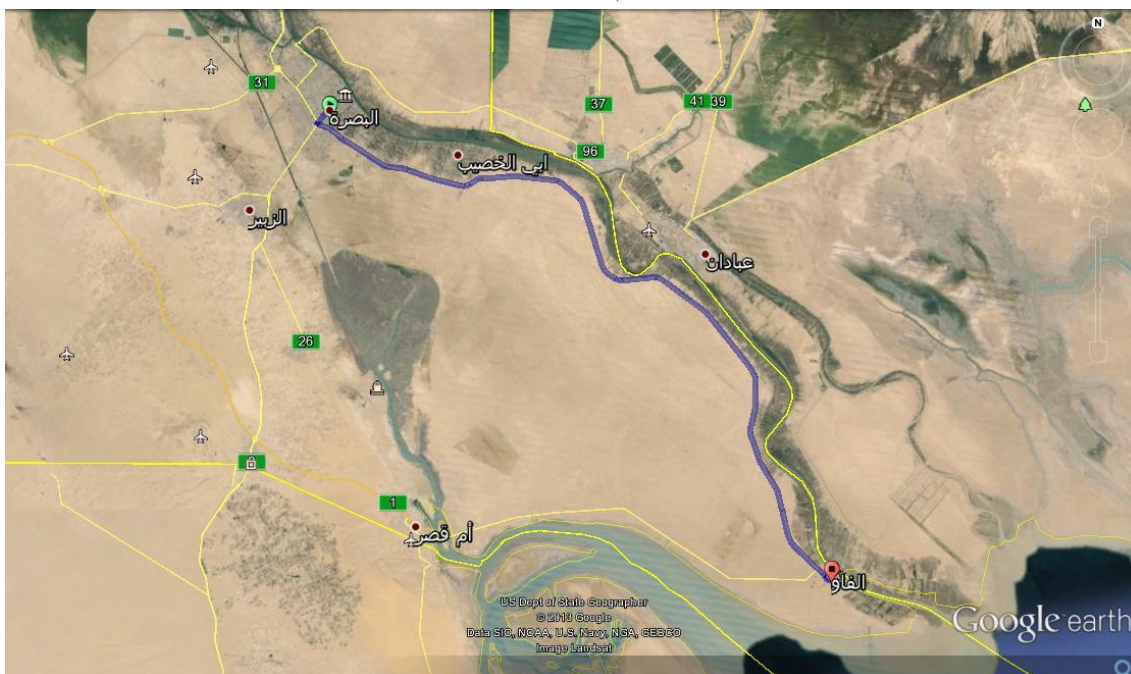 N
31
37
41
39
البصرة
96
ابي الخصيب
الزبير
عبادان
26
1
أم قصر
الفاو
US Dept of State Geographer
© 2013 Google
Data SIO, NOAA, U.S. Navy, NGA, GEBCO
Image Landsat
Google earth